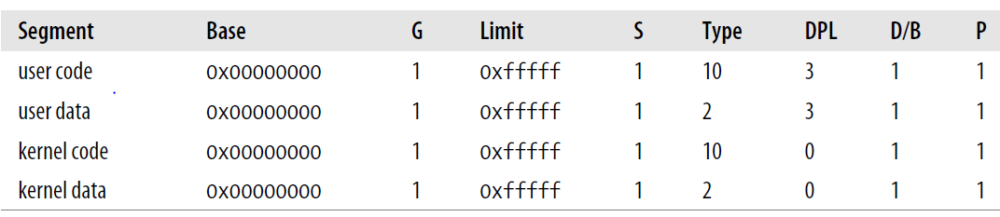 Segment Base G Limit S Type DPL D/B P
user code 0x00000000 1 0xfffff 1 10 3 1 1
user data 0x00000000 1 0xfffff 1 2 3 1 1
kernel code 0x00000000 1 0xfffff 1 10 0 1 1
kernel data 0x00000000 1 0xfffff 1 2 0 1 1